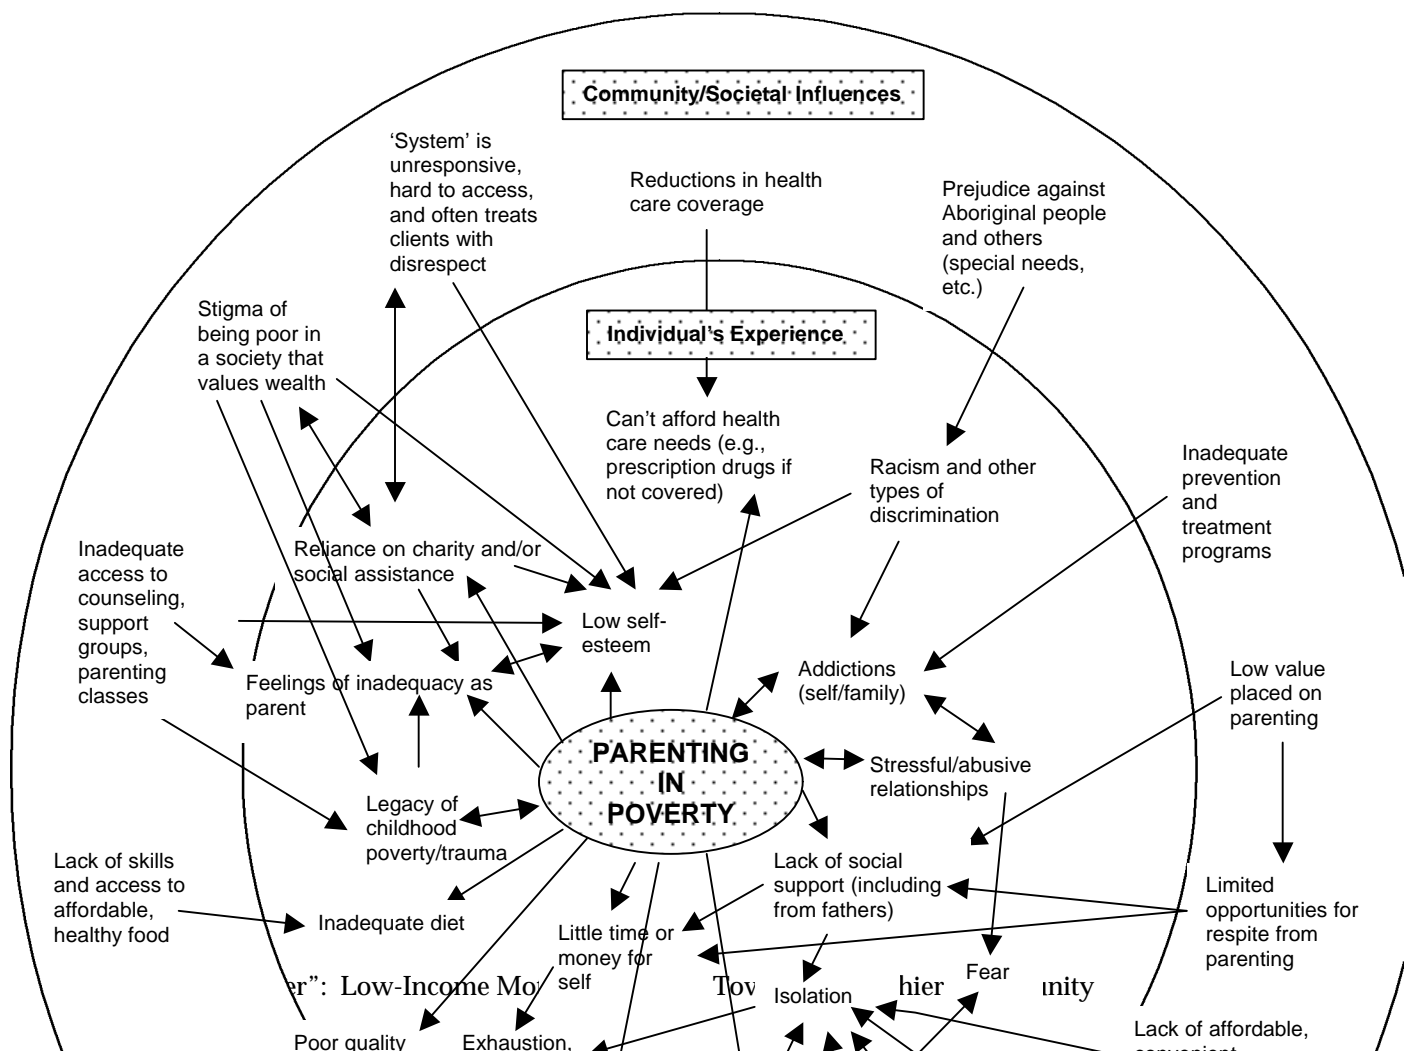 Community/Societal Influences
‘System’ is
unresponsive,
hard to access,
and often treats
clients with
disrespect
Reductions in health
care coverage
Prejudice against
Aboriginal people
and others
(special needs,
etc.)
Stigma of
being poor in
a society that
values wealth
Individual’s Experience
Can’t afford health
care needs (e.g.,
prescription drugs if
not covered)
Racism and other
types of
discrimination
Inadequate
prevention
and
treatment
programs
Inadequate
access to
counseling,
support
groups,
parenting
classes
Reliance on charity and/or
social assistance
Low self-
esteem
Feelings of inadequacy as
parent
Addictions
(self/family)
Low value
placed on
parenting
PARENTING
IN
POVERTY
Stressful/abusive
relationships
Legacy of
childhood
poverty/trauma
Lack of skills
and access to
affordable,
healthy food
Inadequate diet
Lack of social
support (including
from fathers)
Limited
opportunities for
respite from
parenting
Little time or
money for
self
Fear
er”: Low-Income Mo
Isolation
Poor quality
Exhaustion,
Lack of affordable,